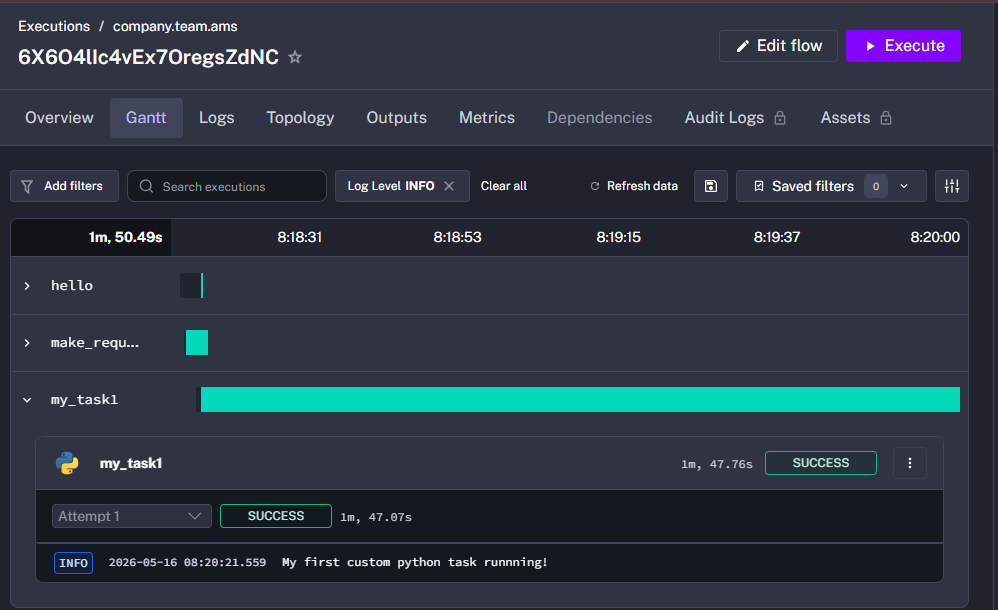 Executions / company.team.ams
6X6O4lIc4vEx7OregsZdNC
Edit flow
Execute
Overview Gantt Logs Topology Outputs Metrics Dependencies Audit Logs Assets
Add filters Search executions Log Level INFO Clear all Refresh data Saved filters 0
1m, 50.49s 8:18:31 8:18:53 8:19:15 8:19:37 8:20:00
hello
make_requ...
my_task1
my_task1 1m, 47.76s SUCCESS
Attempt 1 SUCCESS 1m, 47.07s
INFO 2026-05-16 08:20:21.559 My first custom python task runnning!